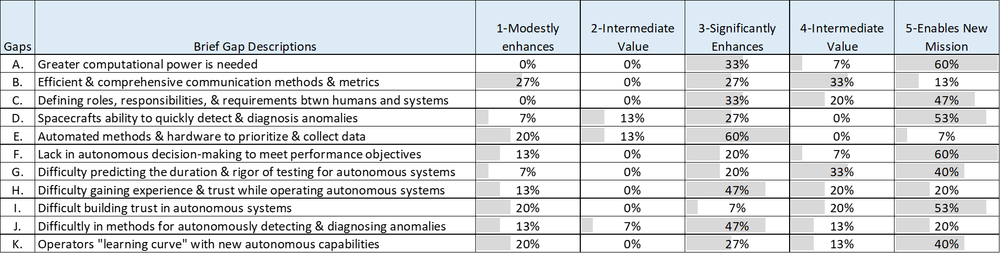 Gaps Brief Gap Descriptions 1-Modestly enhances 2-Intermediate Value 3-Significantly Enhances 4-Intermediate Value 5-Enables New Mission
A. Greater computational power is needed 0% 0% 33% 7% 60%
B. Efficient & comprehensive communication methods & metrics 27% 0% 27% 33% 13%
C. Defining roles, responsibilities, & requirements btwn humans and systems 0% 0% 33% 20% 47%
D. Spacecrafts ability to quickly detect & diagnosis anomalies 7% 13% 27% 0% 53%
E. Automated methods & hardware to prioritize & collect data 20% 13% 60% 0% 7%
F. Lack in autonomous decision-making to meet performance objectives 13% 0% 20% 7% 60%
G. Difficulty predicting the duration & rigor of testing for autonomous systems 7% 0% 20% 33% 40%
H. Difficulty gaining experience & trust while operating autonomous systems 13% 0% 47% 20% 20%
I. Difficult building trust in autonomous systems 20% 0% 7% 20% 53%
J. Difficultly in methods for autonomously detecting & diagnosing anomalies 13% 7% 47% 13% 20%
K. Operators "learning curve" with new autonomous capabilities 20% 0% 27% 13% 40%